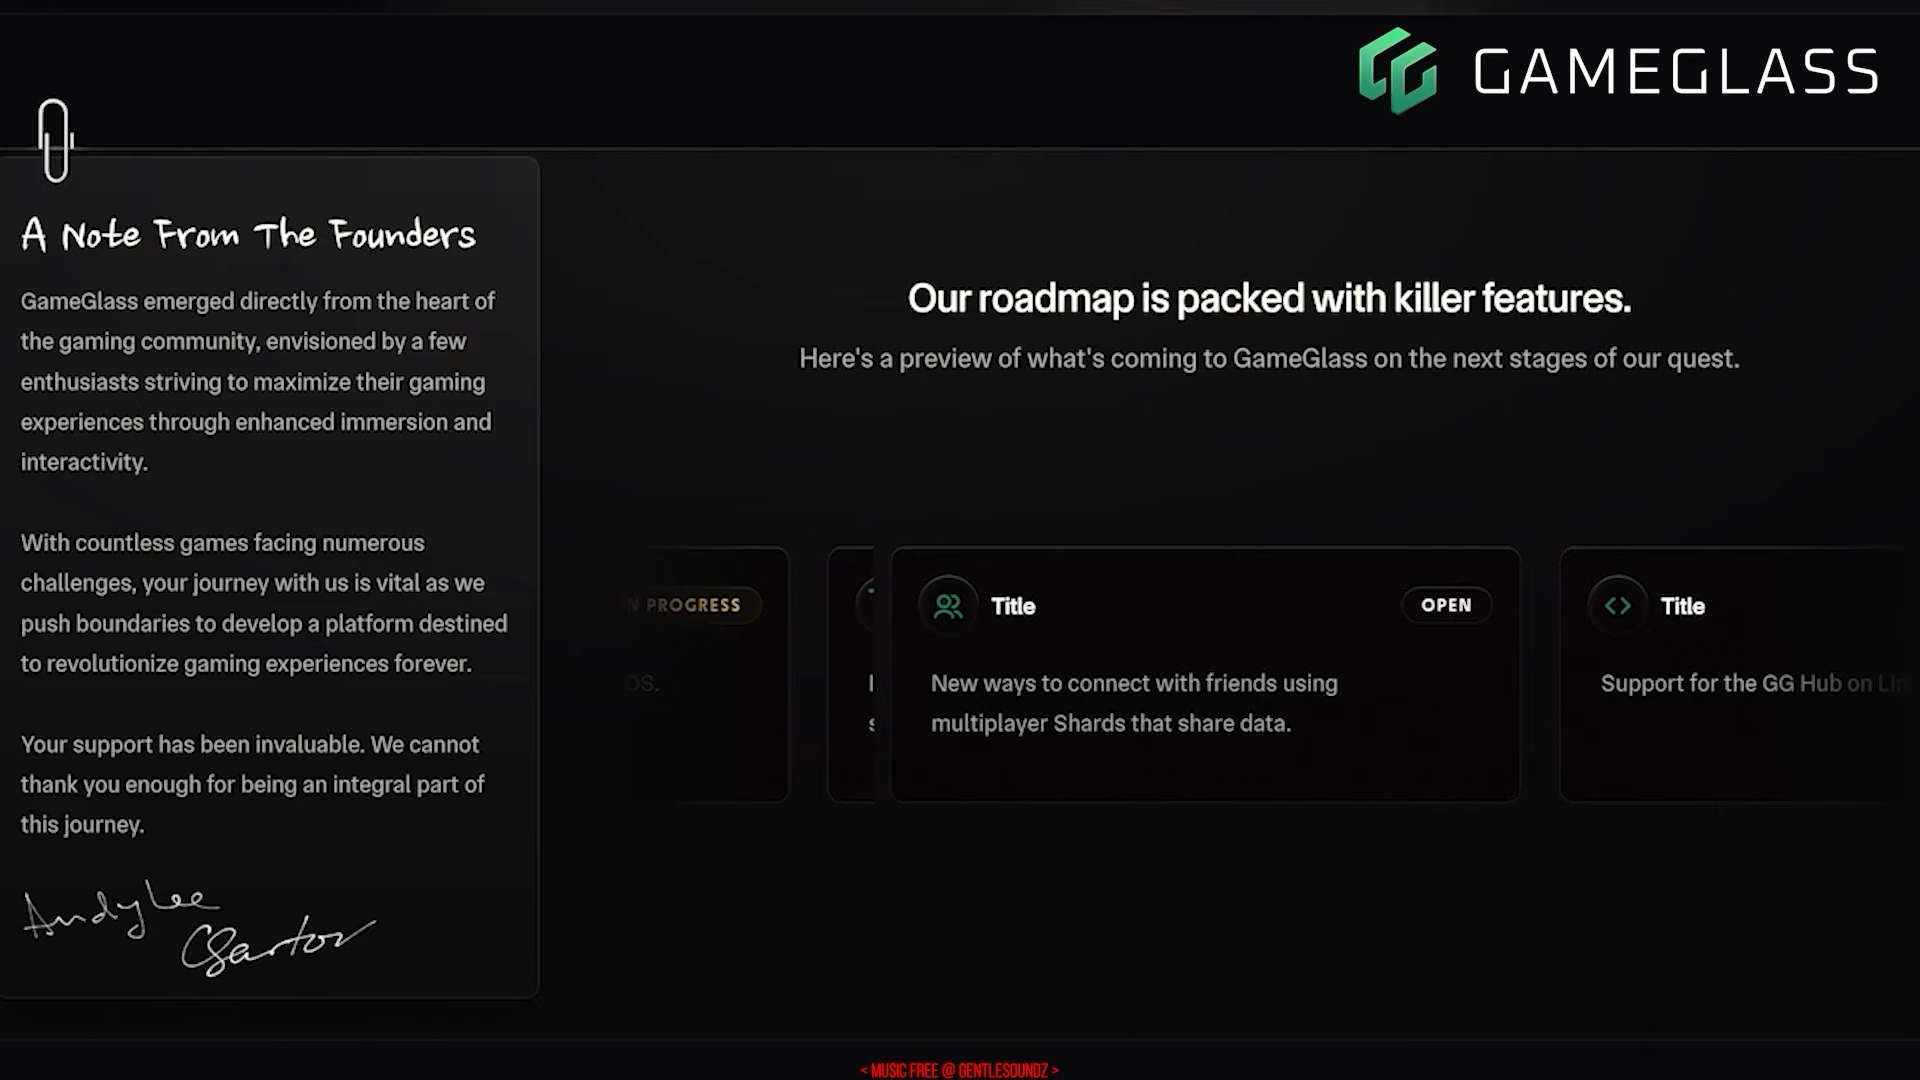 GAMEGLASS
A Note From The Founders
GameGlass emerged directly from the heart of
the gaming community, envisioned by a few
enthusiasts striving to maximize their gaming
experiences through enhanced immersion and
interactivity.
With countless games facing numerous
challenges, your journey with us is vital as we
push boundaries to develop a platform destined
to revolutionize gaming experiences forever.
Your support has been invaluable. We cannot
thank you enough for being an integral part of
this journey.
Andy Lee
CSartor
Our roadmap is packed with killer features.
Here's a preview of what's coming to GameGlass on the next stages of our quest.
N PROGRESS
OS.
Title
OPEN
New ways to connect with friends using
multiplayer Shards that share data.
Title
Support for the GG Hub on
< MUSIC FREE @ GENTLESOUNDZ >